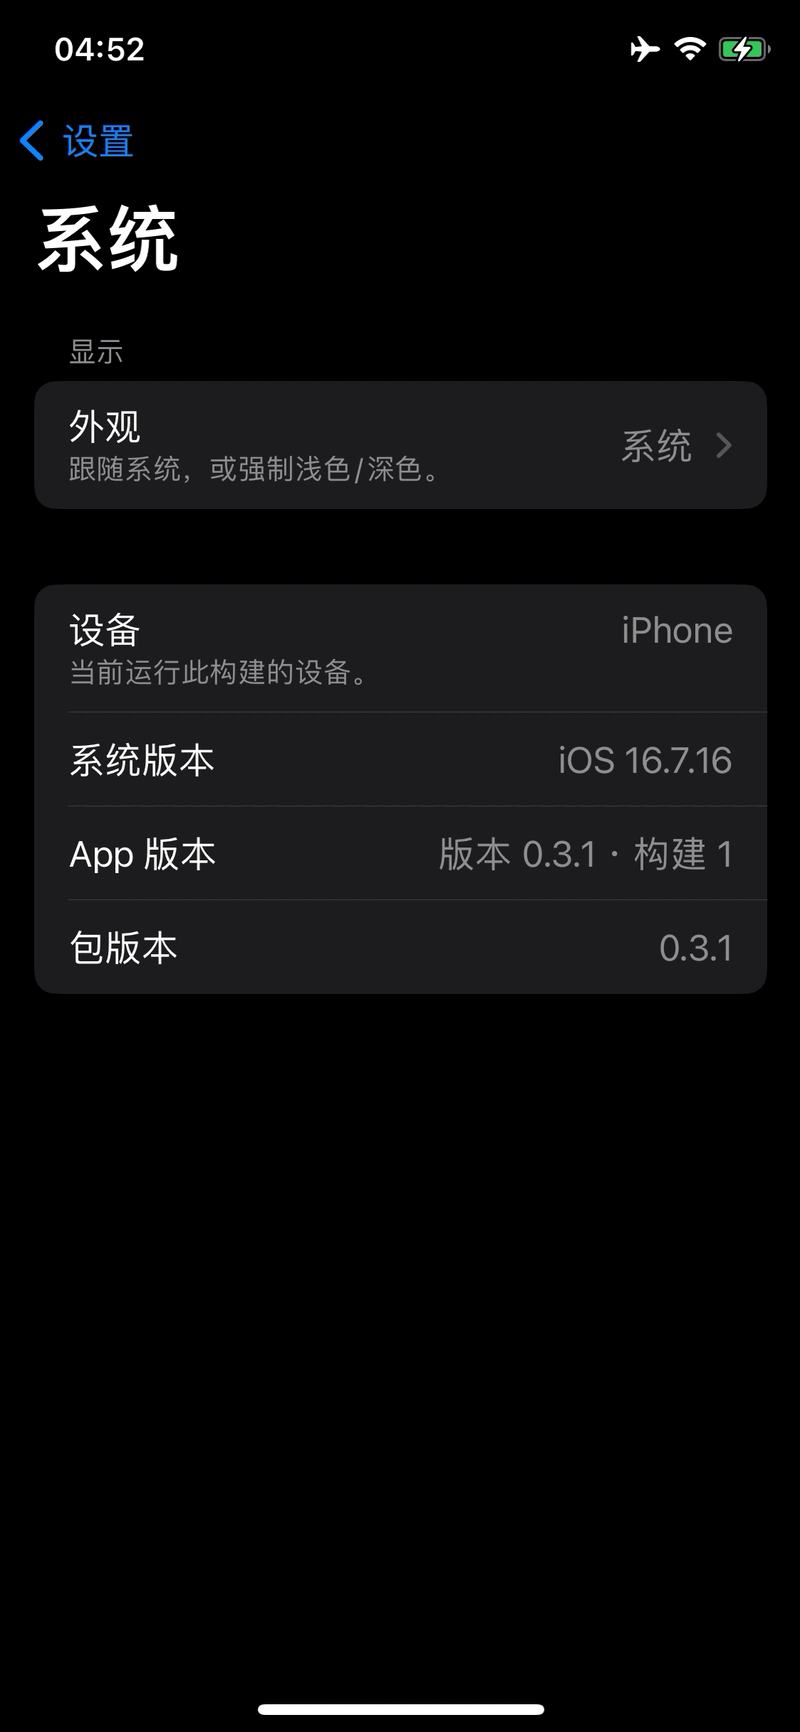 04:52
设置
系统
显示
外观
系统
跟随系统，或强制浅色/深色。
设备
iPhone
当前运行此构建的设备。
系统版本
iOS 16.7.16
App 版本
版本 0.3.1 · 构建 1
包版本
0.3.1